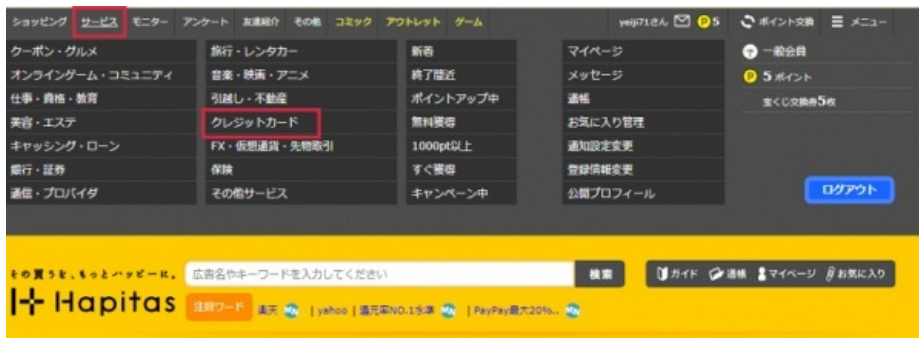 ショッピング サービス モニター アンケート 友達紹介 その他 コミック アウトレット ゲーム yeiji71さん P 5 ポイント交換 メニュー
クーポン・グルメ 旅行・レンタカー 新着 マイページ 一般会員
オンラインゲーム・コミュニティ 音楽・映画・アニメ 終了間近 メッセージ P 5 ポイント
仕事・資格・教育 引越し・不動産 ポイントアップ中 通帳 宝くじ交換券5枚
美容・エステ クレジットカード 無料獲得 お気に入り管理
キャッシング・ローン FX・仮想通貨・先物取引 1000pt以上 通知設定変更
銀行・証券 保険 すぐ獲得 登録情報変更
通信・プロバイダ その他サービス キャンペーン中 公開プロフィール ログアウト
その買うを、もっとハッピーに。 広告名やキーワードを入力してください 検索 ガイド 通帳 マイページ お気に入り
Hapitas 注目ワード 楽天 | yahoo | 還元率NO.1水準 | PayPay最大20%..